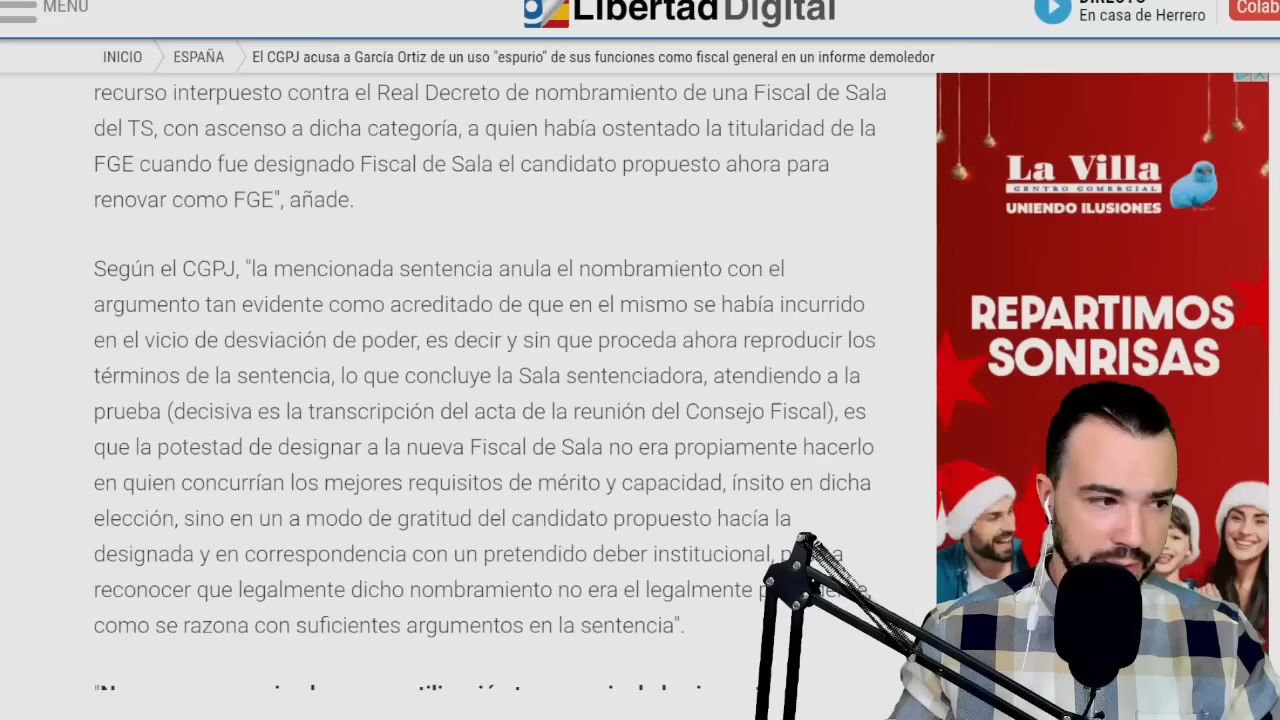 MENÚ
Libertad Digital
DIRECTO
En casa de Herrero
Colab
INICIO
ESPAÑA
El CGPJ acusa a García Ortiz de un uso "espurio" de sus funciones como fiscal general en un informe demoledor
recurso interpuesto contra el Real Decreto de nombramiento de una Fiscal de Sala
del TS, con ascenso a dicha categoría, a quien había ostentado la titularidad de la
FGE cuando fue designado Fiscal de Sala el candidato propuesto ahora para
renovar como FGE", añade.
Según el CGPJ, "la mencionada sentencia anula el nombramiento con el
argumento tan evidente como acreditado de que en el mismo se había incurrido
en el vicio de desviación de poder, es decir y sin que proceda ahora reproducir los
términos de la sentencia, lo que concluye la Sala sentenciadora, atendiendo a la
prueba (decisiva es la transcripción del acta de la reunión del Consejo Fiscal), es
que la potestad de designar a la nueva Fiscal de Sala no era propiamente hacerlo
en quien concurrían los mejores requisitos de mérito y capacidad, ínsito en dicha
elección, sino en un a modo de gratitud del candidato propuesto hacía la
designada y en correspondencia con un pretendido deber institucional,
reconocer que legalmente dicho nombramiento no era el legalmente
como se razona con suficientes argumentos en la sentencia".
La Villa
CENTRO COMERCIAL
UNIENDO ILUSIONES
REPARTIMOS
SONRISAS